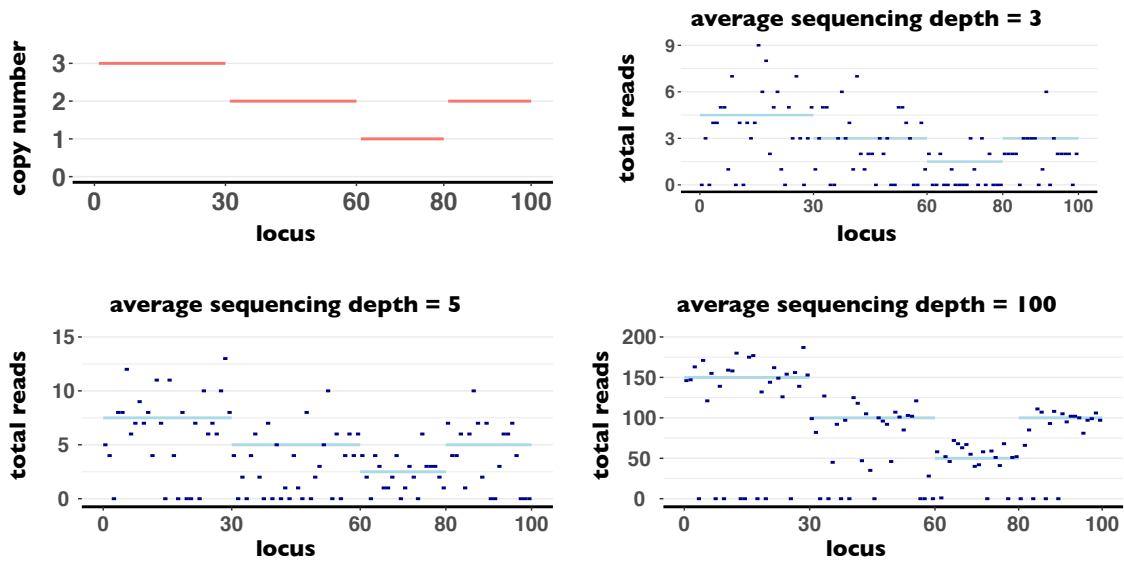 average sequencing depth = 3
copy number
3
2
1
0
0 30 60 80 100
locus
total reads
9
6
3
0
0 30 60 80 100
locus
average sequencing depth = 5
total reads
15
10
5
0
0 30 60 80 100
locus
average sequencing depth = 100
total reads
200
150
100
50
0
0 30 60 80 100
locus